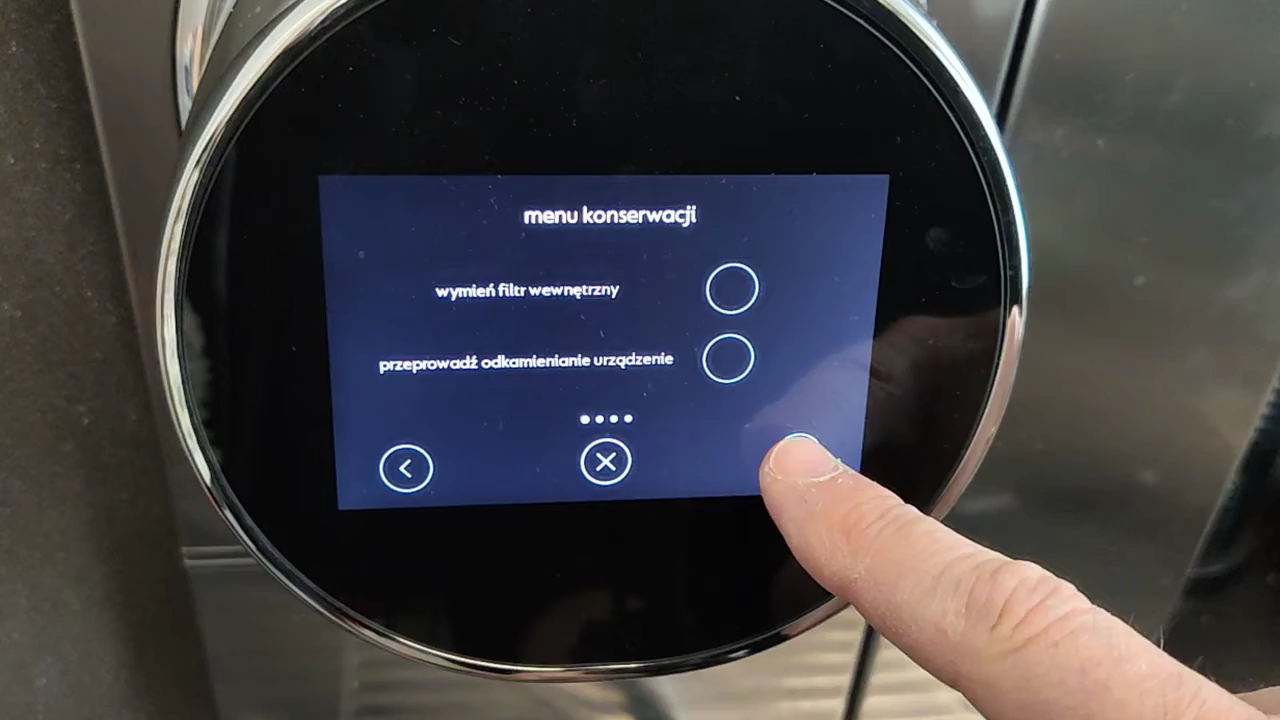 menu konserwacji
wymień filtr wewnętrzny
przeprowadź odkamienianie urządzenie